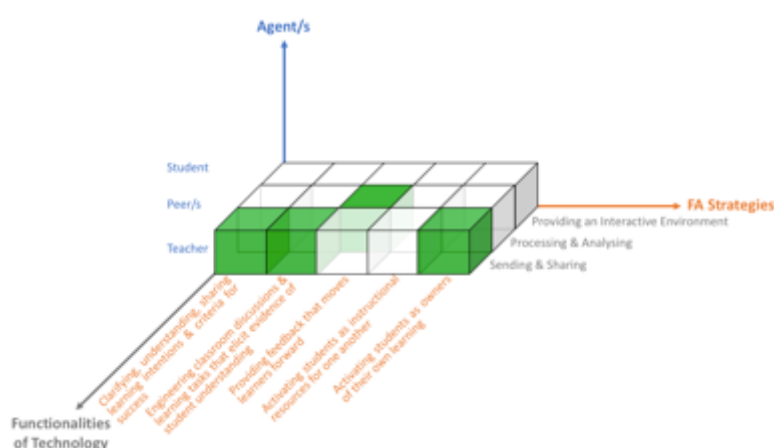 Agent/s
Student
Peer/s
Teacher
FA Strategies
Providing an Interactive Environment
Processing & Analysing
Sending & Sharing
Clarifying, understanding, sharing
learning intentions & criteria for
success
Engineering classroom discussions &
learning tasks that elicit evidence of
student understanding
Providing feedback that moves
learners forward
Activating students as instructional
resources for one another
Activating students as owners
of their own learning
Functionalities
of Technology